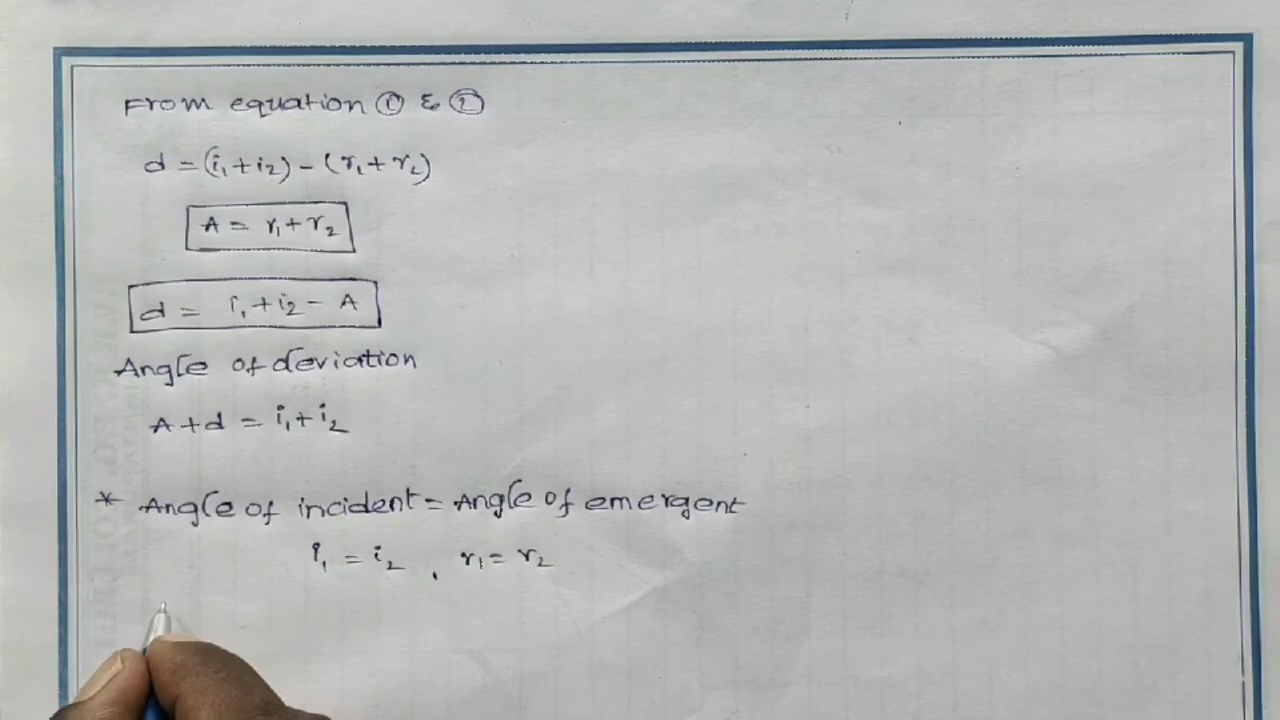 From equation ① & ②
d = (i₁ + i₂) - (r₁ + r₂)
A = r₁ + r₂
d = i₁ + i₂ - A
Angle of deviation
A + d = i₁ + i₂
* Angle of incident = Angle of emergent
i₁ = i₂ , r₁ = r₂